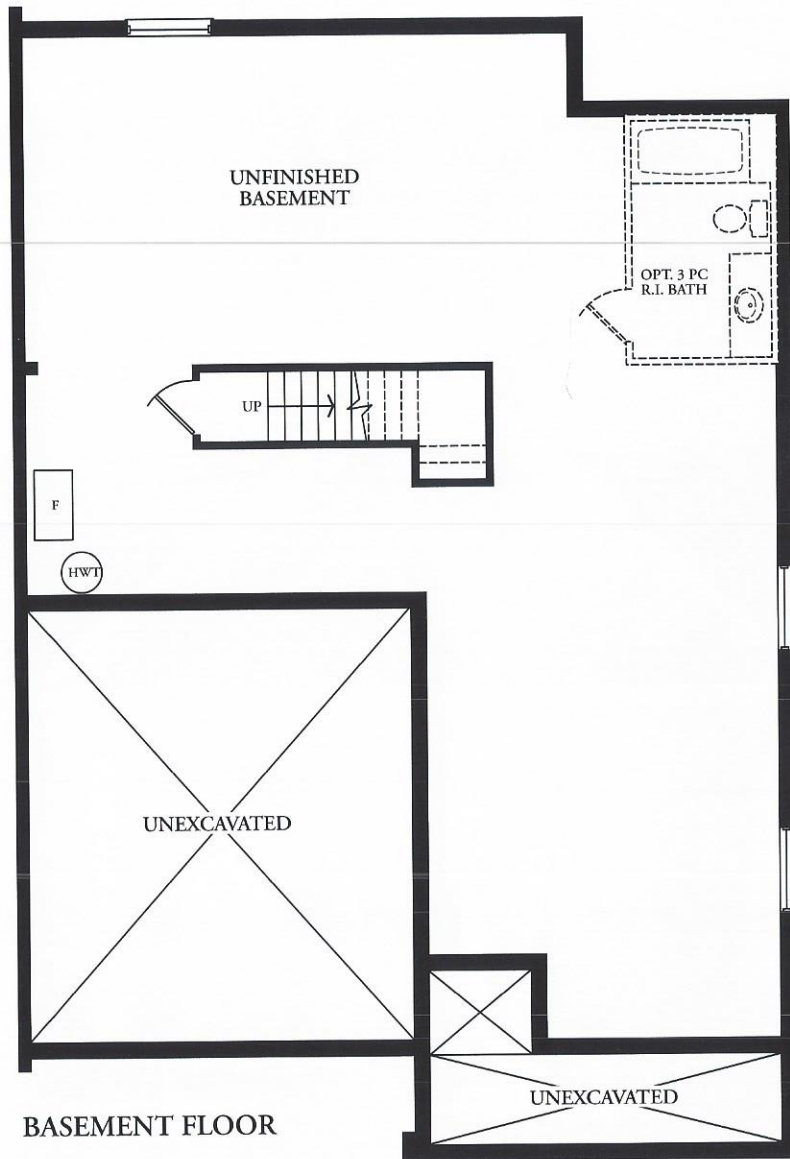 UNFINISHED
BASEMENT
OPT. 3 PC
R.I. BATH
UP
F
HWT
UNEXCAVATED
UNEXCAVATED
BASEMENT FLOOR